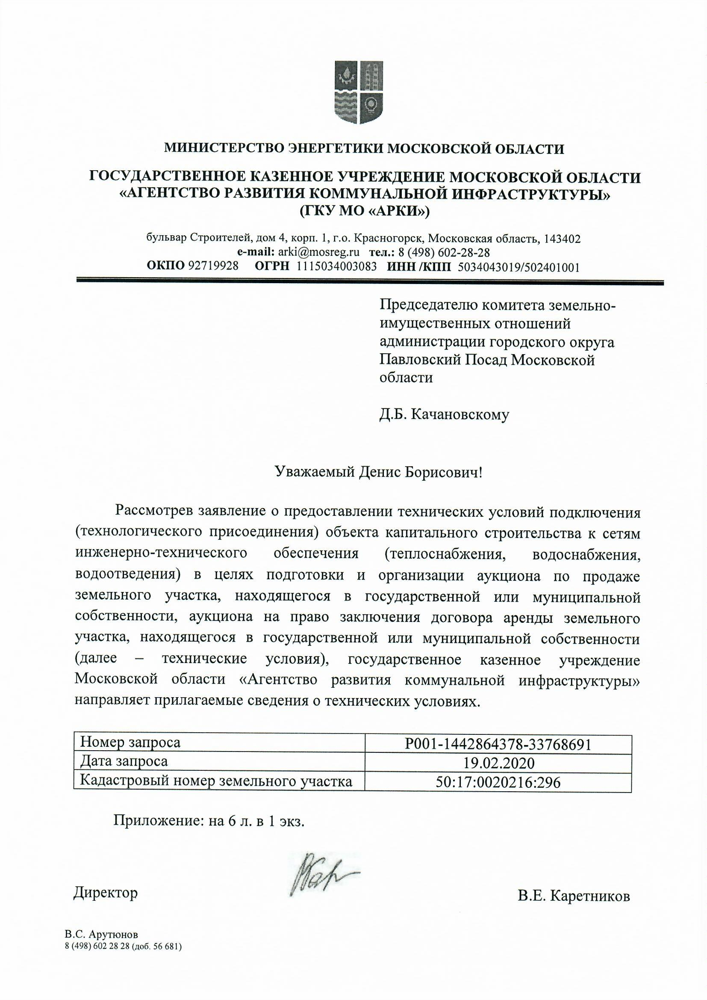 МИНИСТЕРСТВО ЭНЕРГЕТИКИ МОСКОВСКОЙ ОБЛАСТИ
ГОСУДАРСТВЕННОЕ КАЗЕННОЕ УЧРЕЖДЕНИЕ МОСКОВСКОЙ ОБЛАСТИ
«АГЕНТСТВО РАЗВИТИЯ КОММУНАЛЬНОЙ ИНФРАСТРУКТУРЫ»
(ГКУ МО «АРКИ»)
бульвар Строителей, дом 4, корп. 1, г.о. Красногорск, Московская область, 143402
e-mail: arki@mosreg.ru тел.: 8 (498) 602-28-28
ОКПО 92719928 ОГРН 1115034003083 ИНН /КПП 5034043019/502401001
Председателю комитета земельно-
имущественных отношений
администрации городского округа
Павловский Посад Московской
области
Д.Б. Качановскому
Уважаемый Денис Борисович!
Рассмотрев заявление о предоставлении технических условий подключения
(технологического присоединения) объекта капитального строительства к сетям
инженерно-технического обеспечения (теплоснабжения, водоснабжения,
водоотведения) в целях подготовки и организации аукциона по продаже
земельного участка, находящегося в государственной или муниципальной
собственности, аукциона на право заключения договора аренды земельного
участка, находящегося в государственной или муниципальной собственности
(далее – технические условия), государственное казенное учреждение
Московской области «Агентство развития коммунальной инфраструктуры»
направляет прилагаемые сведения о технических условиях.
Номер запроса P001-1442864378-33768691
Дата запроса 19.02.2020
Кадастровый номер земельного участка 50:17:0020216:296
Приложение: на 6 л. в 1 экз.
Директор В.Е. Каретников
В.С. Арутюнов
8 (498) 602 28 28 (доб. 56 681)